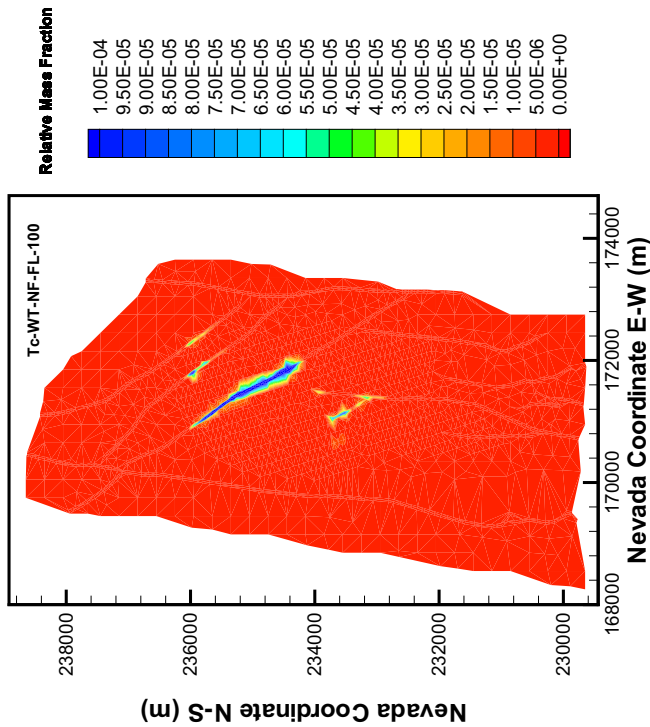 Relative Mass Fraction
1.00E-04
9.50E-05
9.00E-05
8.50E-05
8.00E-05
7.50E-05
7.00E-05
6.50E-05
6.00E-05
5.50E-05
5.00E-05
4.50E-05
4.00E-05
3.50E-05
3.00E-05
2.50E-05
2.00E-05
1.50E-05
1.00E-05
5.00E-06
0.00E+00
Tc-WT-NF-FL-100
238000
236000
234000
232000
230000
Nevada Coordinate N-S (m)
168000
170000
172000
174000
Nevada Coordinate E-W (m)